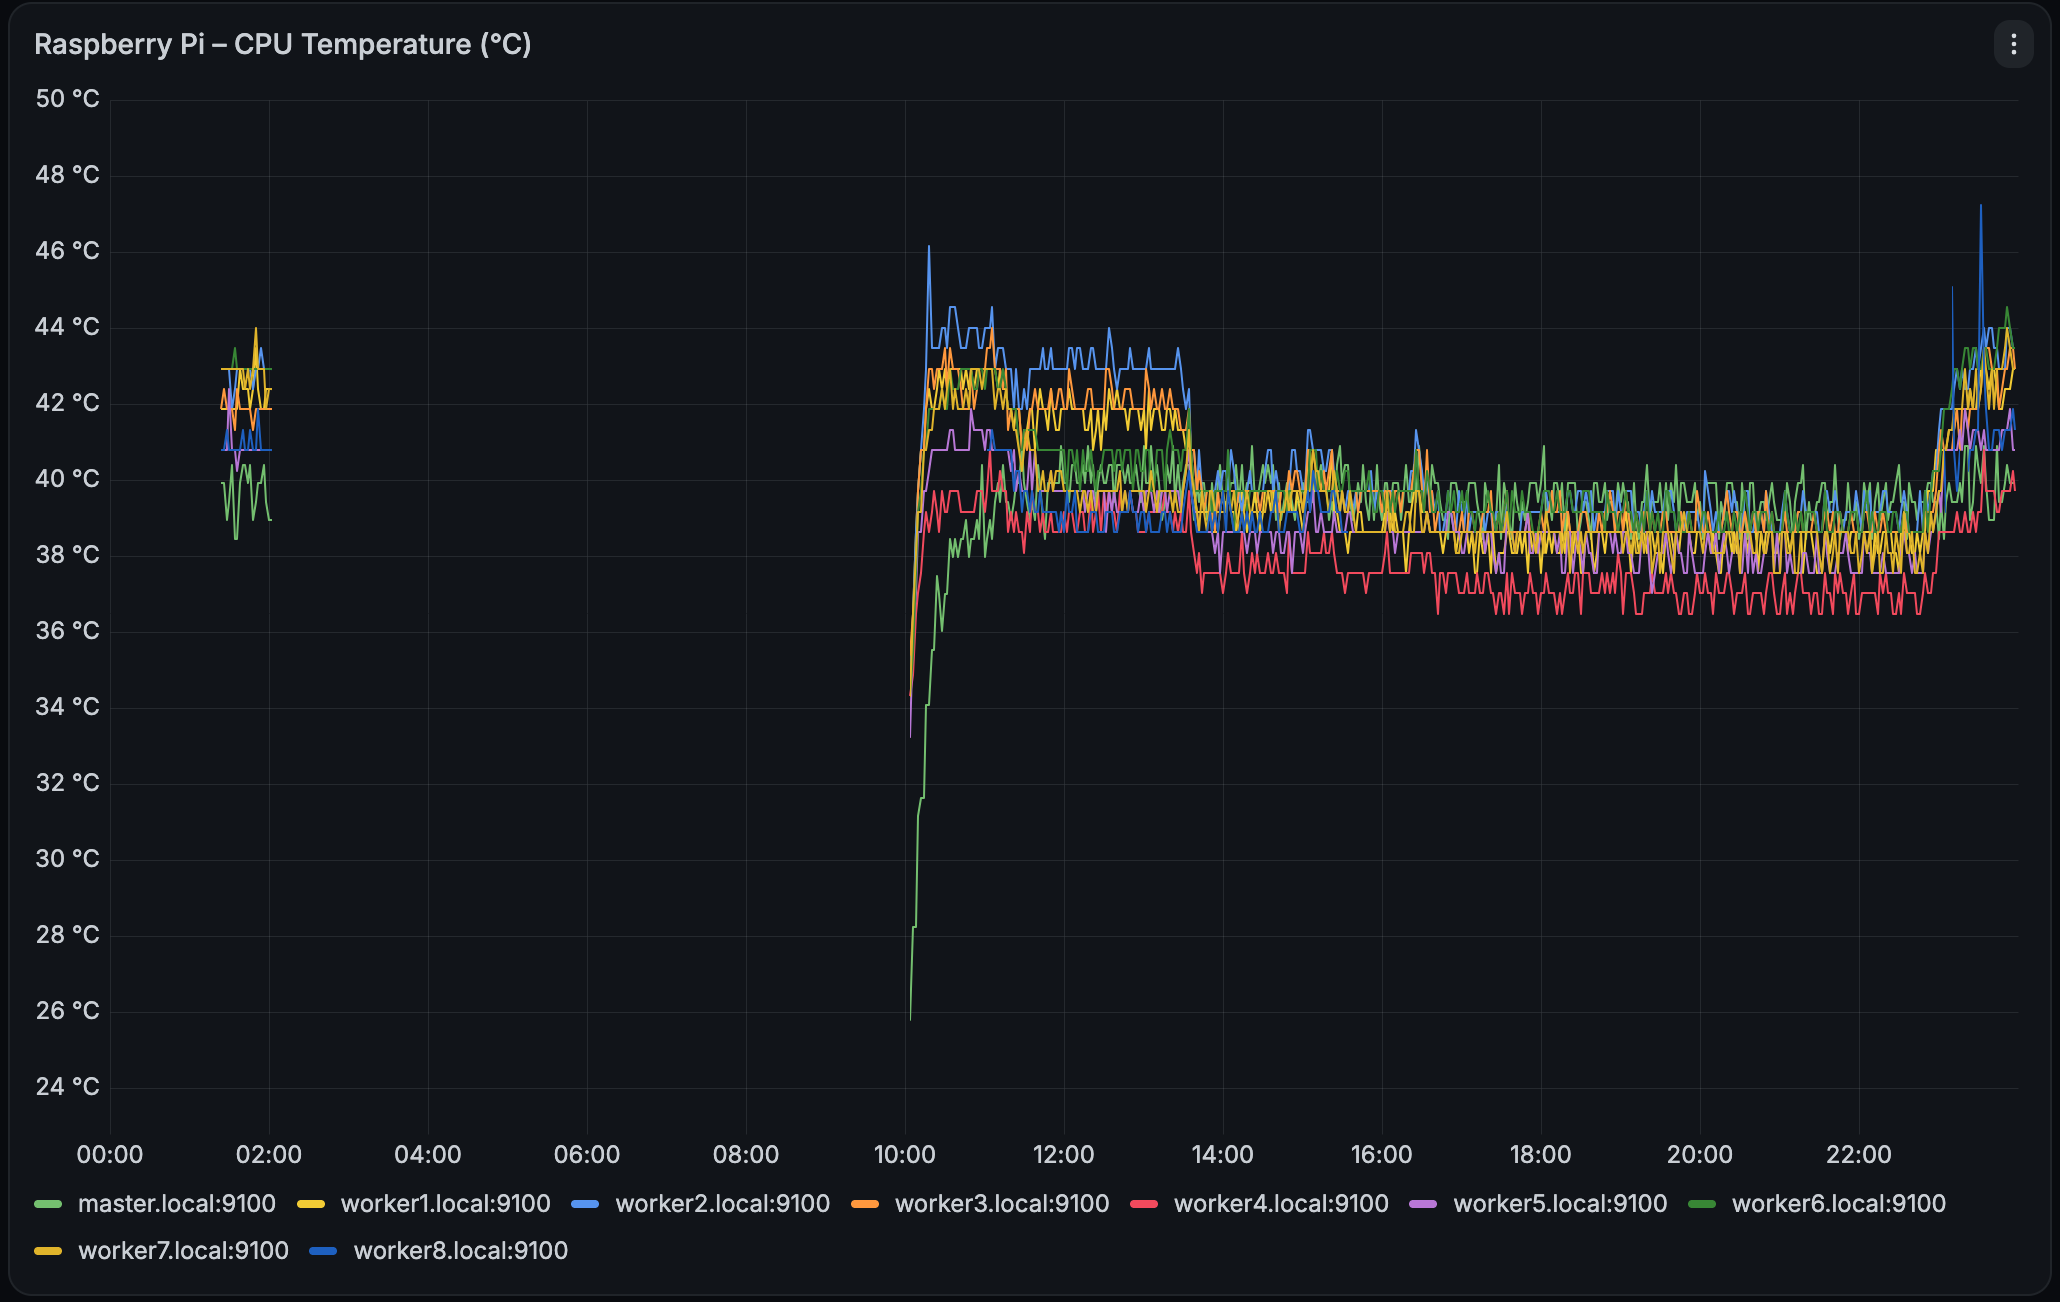 Raspberry Pi – CPU Temperature (°C)
50 °C
48 °C
46 °C
44 °C
42 °C
40 °C
38 °C
36 °C
34 °C
32 °C
30 °C
28 °C
26 °C
24 °C
00:00 02:00 04:00 06:00 08:00 10:00 12:00 14:00 16:00 18:00 20:00 22:00
master.local:9100 worker1.local:9100 worker2.local:9100 worker3.local:9100 worker4.local:9100 worker5.local:9100 worker6.local:9100
worker7.local:9100 worker8.local:9100